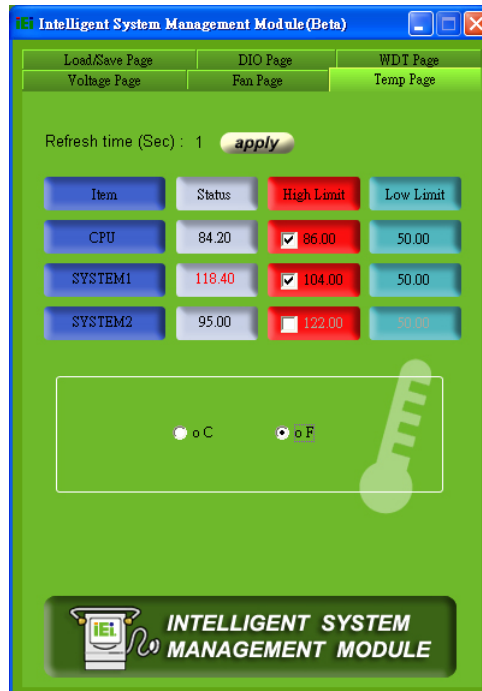 iEi Intelligent System Management Module(Beta)
Load/Save Page DIO Page WDT Page
Voltage Page Fan Page Temp Page
Refresh time (Sec) : 1 apply
Item Status High Limit Low Limit
CPU 84.20 86.00 50.00
SYSTEM1 118.40 104.00 50.00
SYSTEM2 95.00 122.00 50.00
o C o F
iEi
INTELLIGENT SYSTEM
MANAGEMENT MODULE